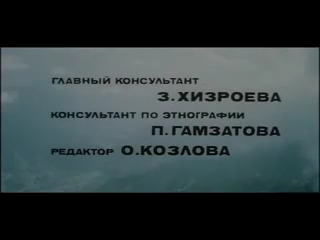 ГЛАВНЫЙ КОНСУЛЬТАНТ
З. ХИЗРОЕВА
КОНСУЛЬТАНТ ПО ЭТНОГРАФИИ
П. ГАМЗАТОВА
РЕДАКТОР О. КОЗЛОВА